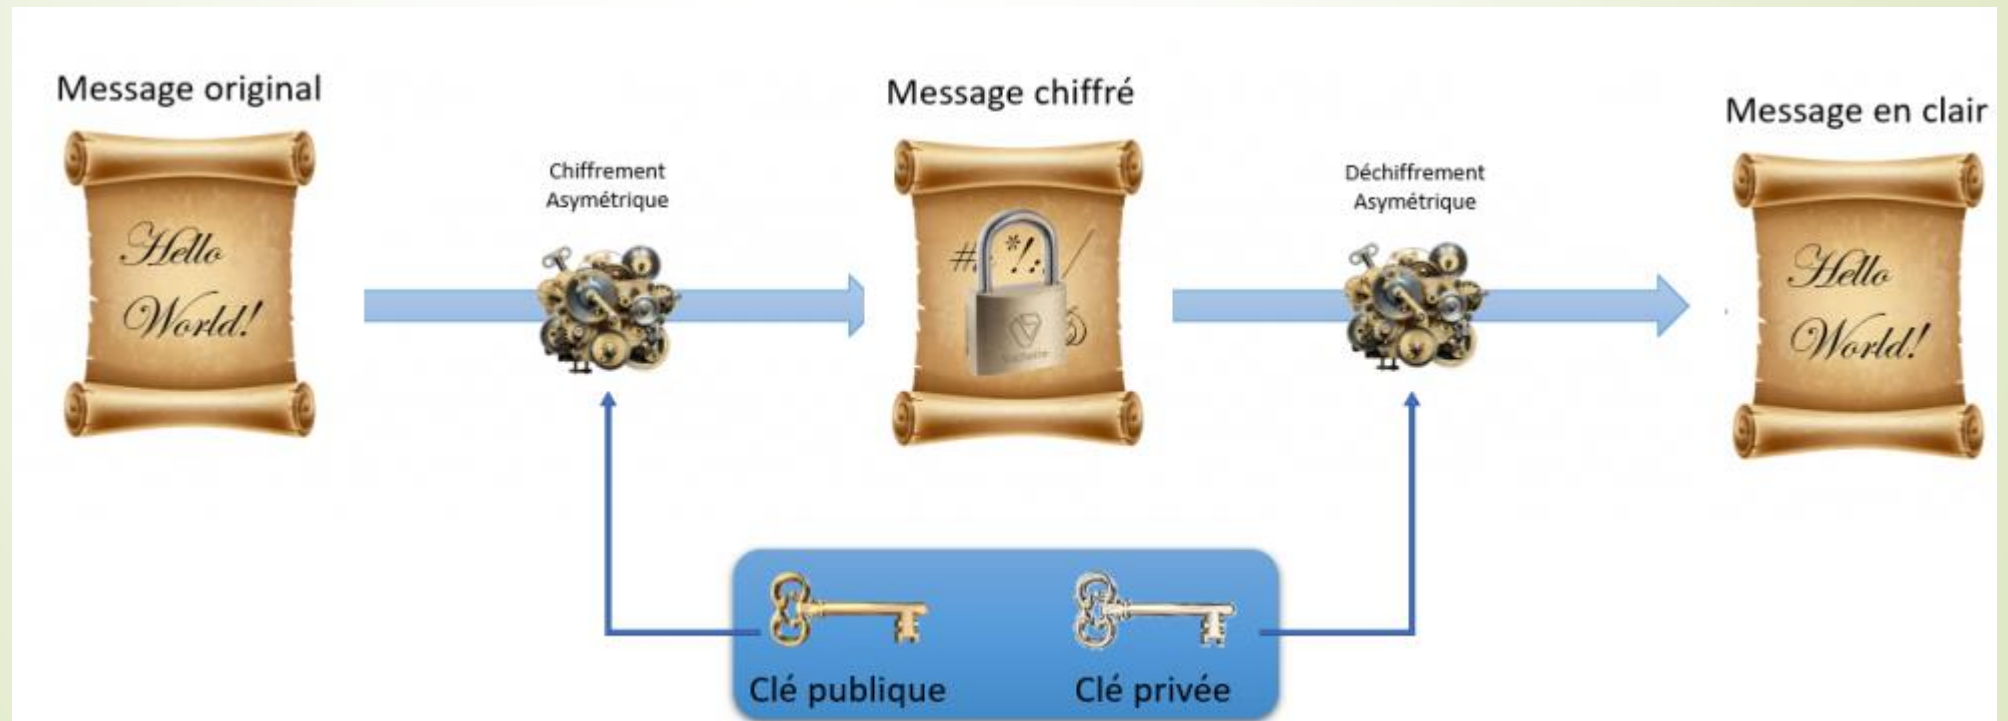 Message original
Hello
World!
Chiffrement
Asymétrique
Message chiffré
#
*!
/
Déchiffrement
Asymétrique
Message en clair
Hello
World!
Clé publique
Clé privée